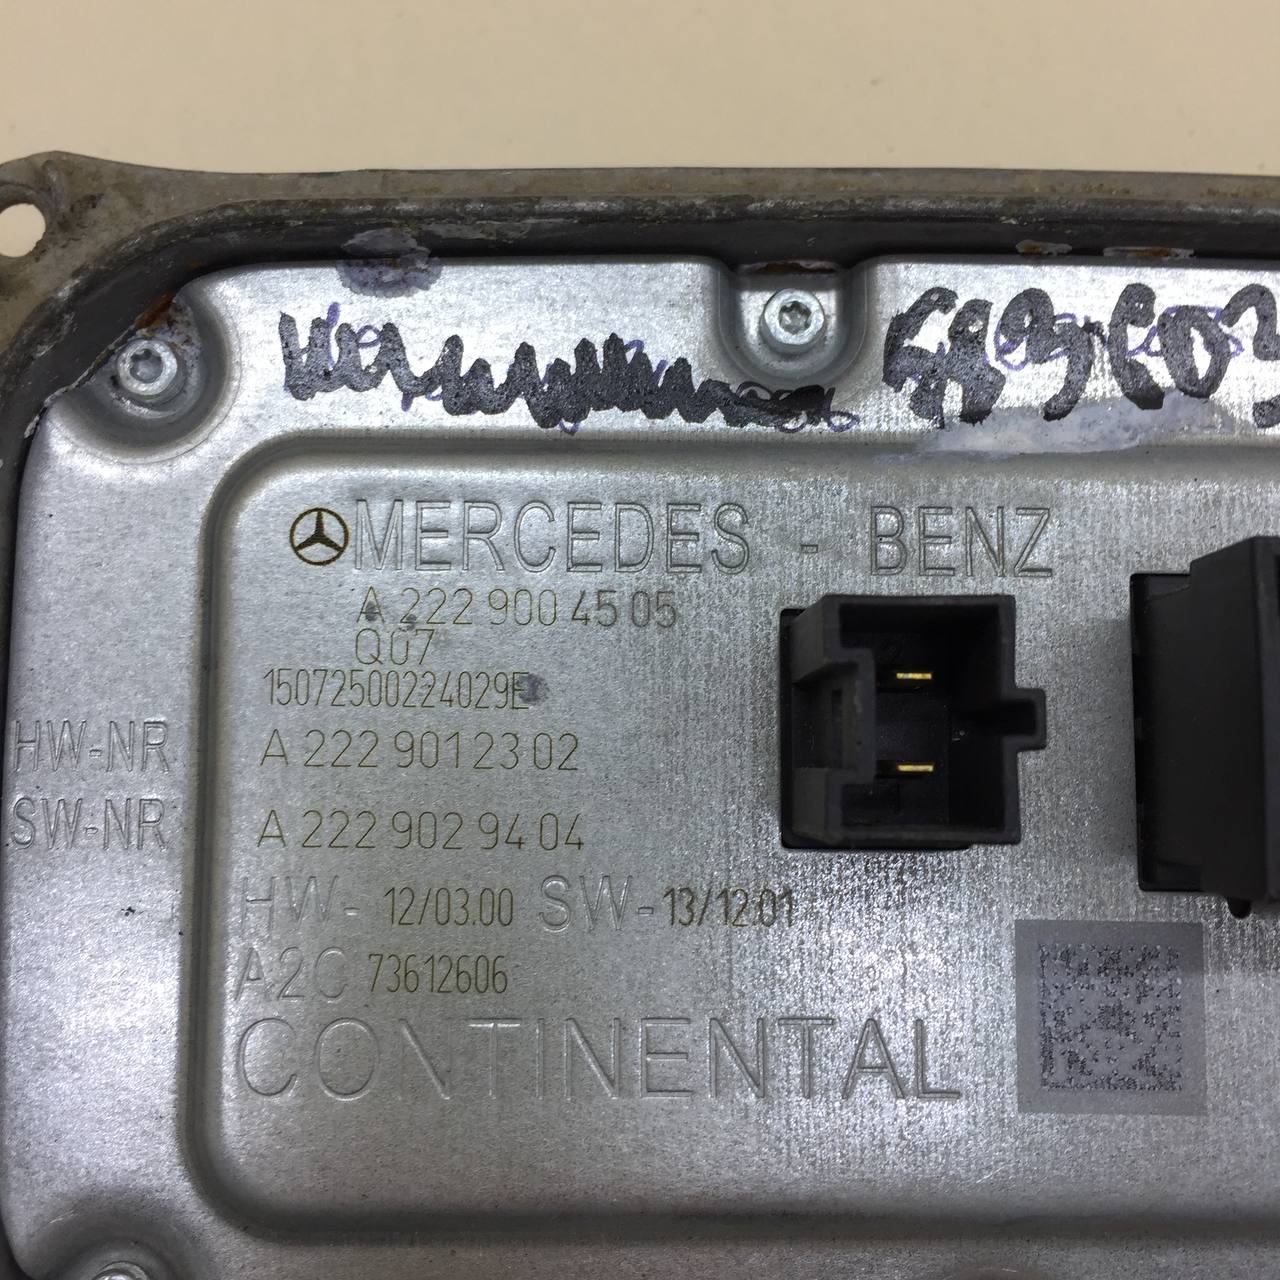 MERCEDES - BENZ
A 222 900 45 05
Q07
15072500224029E
HW-NR A 222 901 23 02
SW-NR A 222 902 94 04
HW- 12/03.00 SW- 13/12.01
A2C 73612606
CONTINENTAL